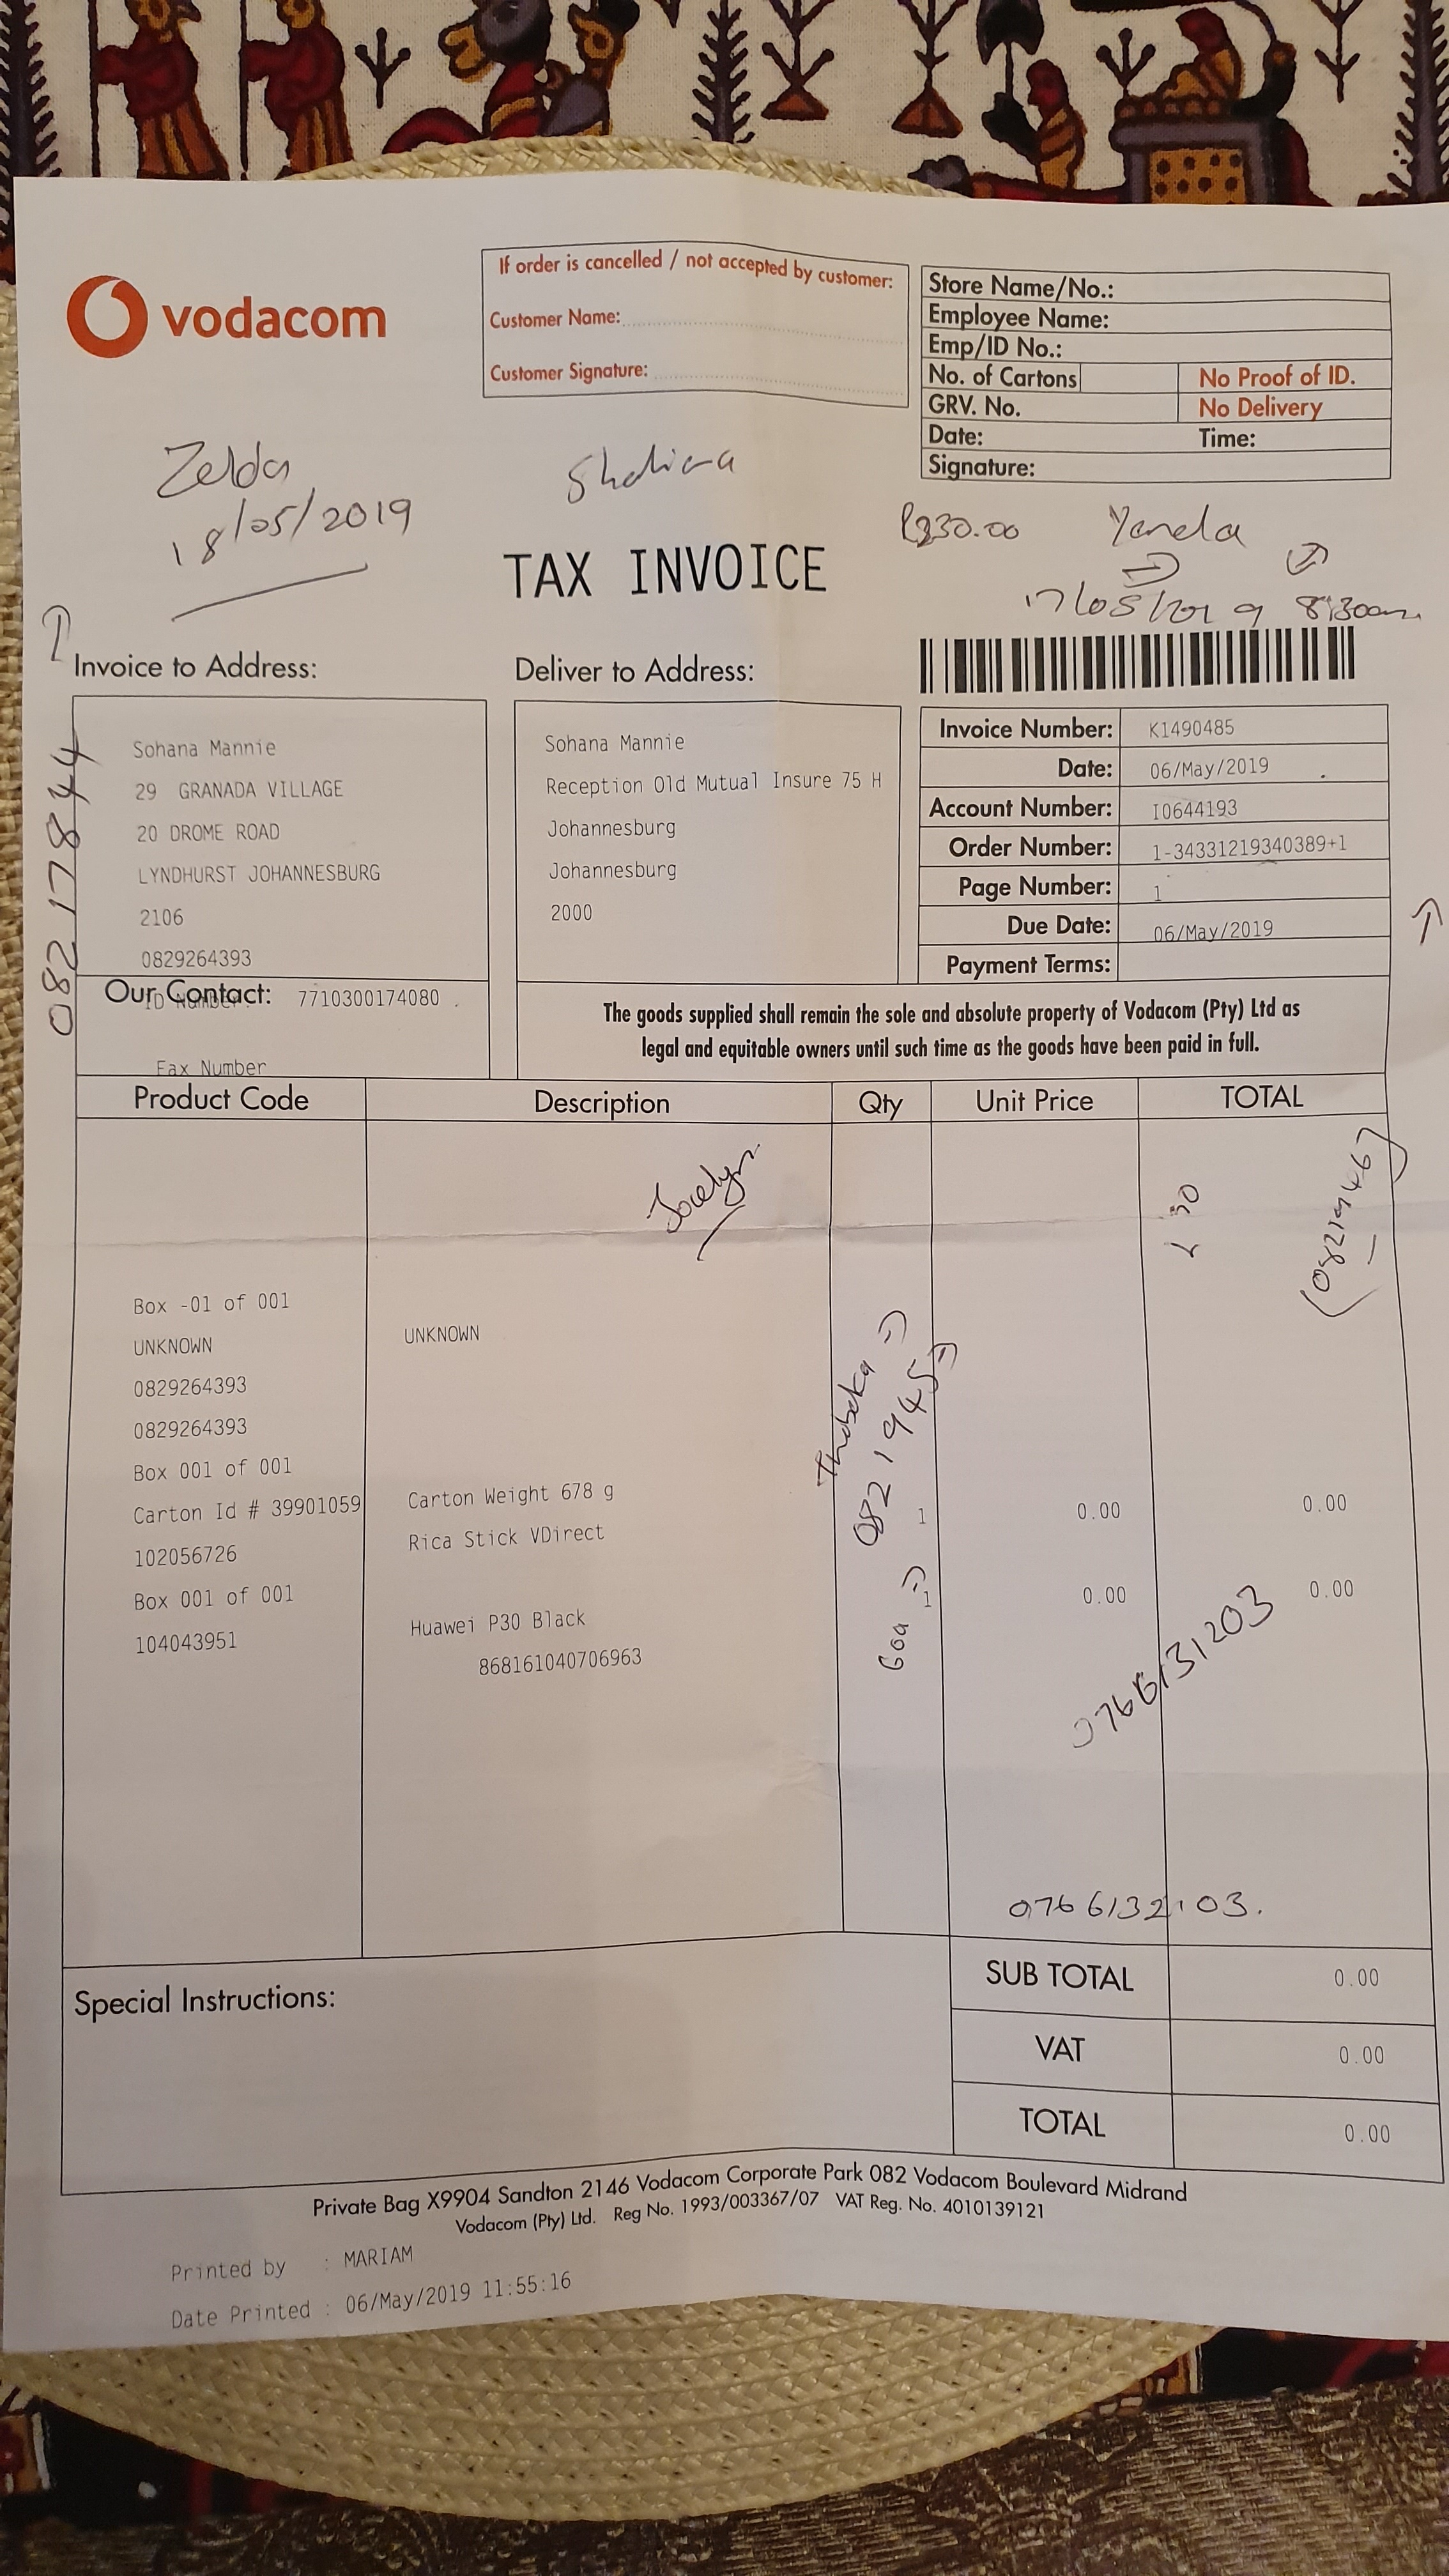 vodacom
If order is cancelled / not accepted by customer:
Customer Name:
Customer Signature:
Store Name/No.:
Employee Name:
Emp/ID No.:
No. of Cartons
No Proof of ID.
GRV. No.
No Delivery
Date:
Time:
Signature:
Zelda
18/05/2019
TAX INVOICE
Yanela
17/05/2019 8:30am
Invoice to Address:
Sohana Mannie
29 GRANADA VILLAGE
20 DROME ROAD
LYNDHURST JOHANNESBURG
2106
0829264393
082 17844
Our Contact: 7710300174080
ID Number
Fax Number
Deliver to Address:
Sohana Mannie
Reception Old Mutual Insure 75 H
Johannesburg
Johannesburg
2000
Invoice Number: K1490485
Date: 06/May/2019
Account Number: I0644193
Order Number: 1-34331219340389+1
Page Number: 1
Due Date: 06/May/2019
Payment Terms:
The goods supplied shall remain the sole and absolute property of Vodacom (Pty) Ltd as
legal and equitable owners until such time as the goods have been paid in full.
Product Code Description Qty Unit Price TOTAL
Jocelyn
(0821946)
Box -01 of 001
UNKNOWN UNKNOWN
0829264393
0829264393
Box 001 of 001
Thobeka
082 1945
Carton Id # 39901059 Carton Weight 678 g
102056726 Rica Stick VDirect 1 0.00 0.00
Box 001 of 001
104043951 Huawei P30 Black 1 0.00 0.00
868161040706963
0766131203
0766132103.
Special Instructions:
SUB TOTAL 0.00
VAT 0.00
TOTAL 0.00
Private Bag X9904 Sandton 2146 Vodacom Corporate Park 082 Vodacom Boulevard Midrand
Vodacom (Pty) Ltd. Reg No. 1993/003367/07 VAT Reg. No. 4010139121
Printed by : MARIAM
Date Printed : 06/May/2019 11:55:16